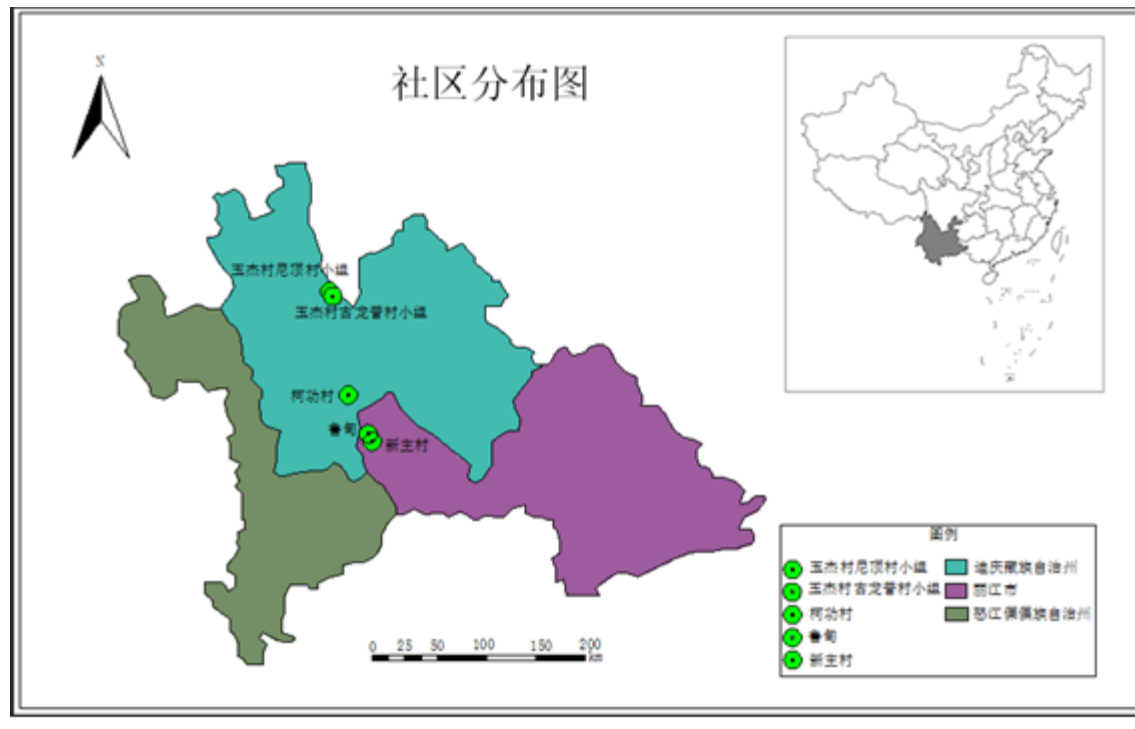 N
社区分布图
玉杰村尼顶村小组
玉杰村古龙普村小组
柯功村
鲁甸
新主村
图例
玉杰村尼顶村小组
玉杰村古龙普村小组
柯功村
鲁甸
新主村
迪庆藏族自治州
丽江市
怒江傈僳族自治州
0 25 50 100 150 200
km